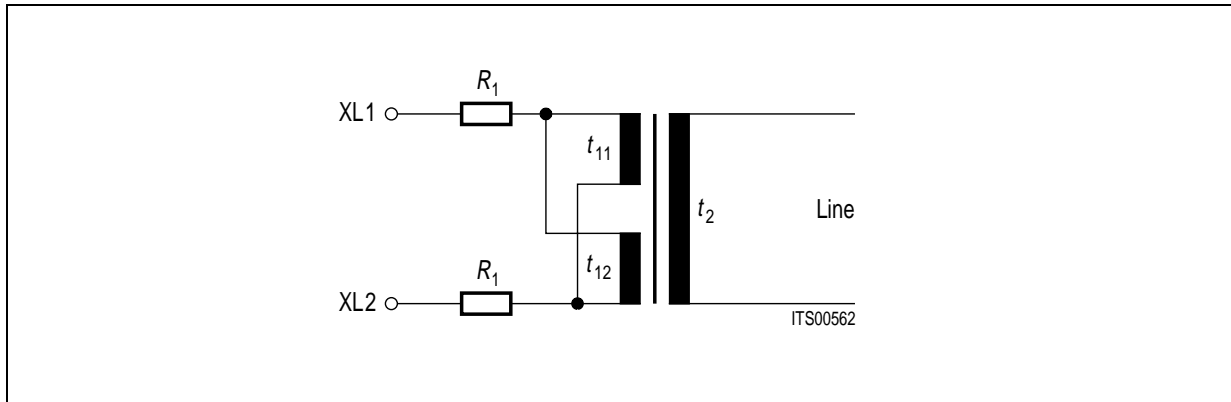 R1
XL1
t11
t2
Line
t12
R1
XL2
ITS00562